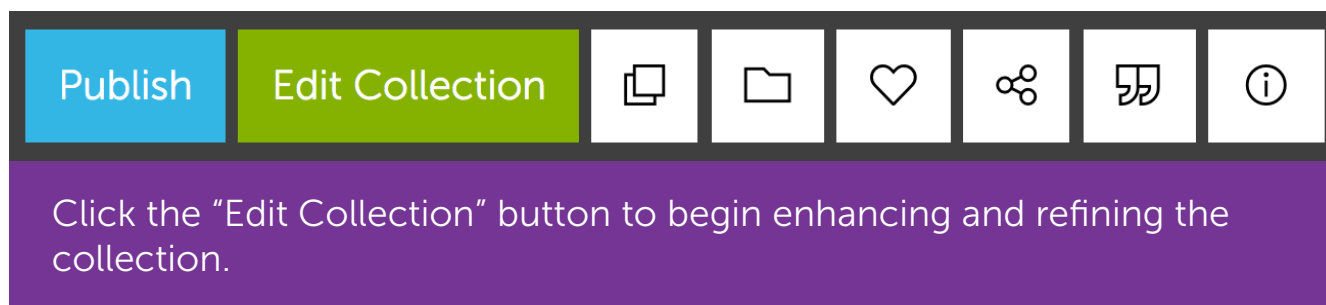 Publish
Edit Collection
Click the “Edit Collection” button to begin enhancing and refining the
collection.